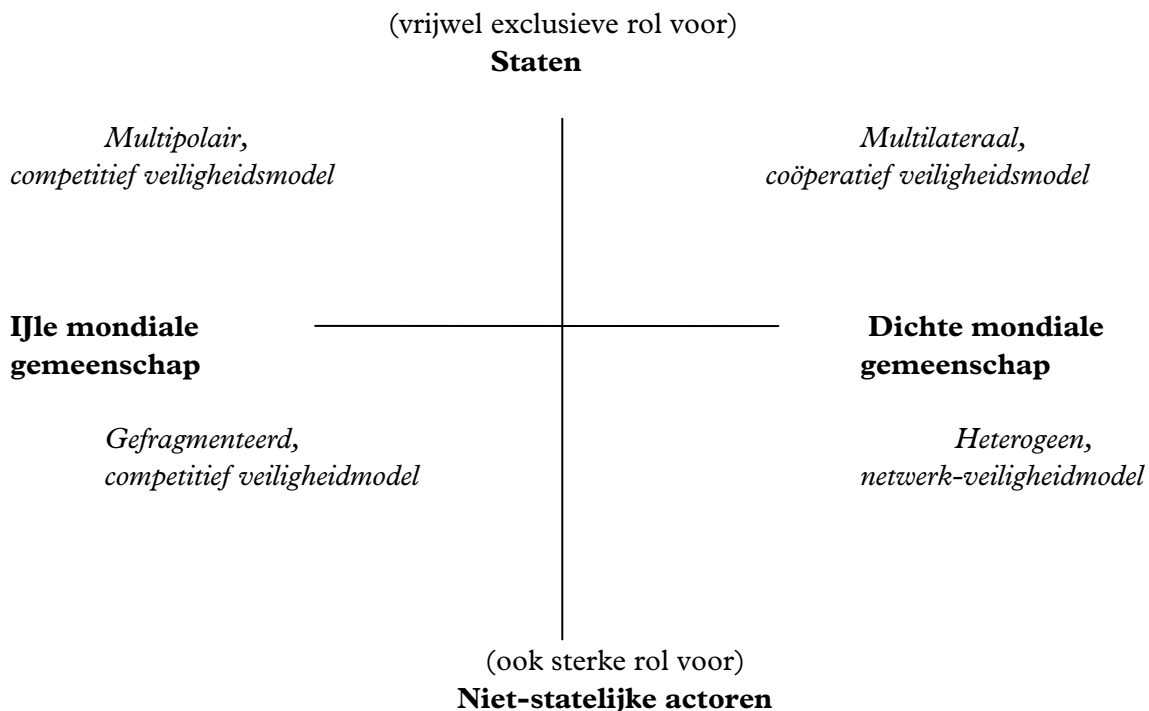 (vrijwel exclusieve rol voor)
Staten
Multipolair,
competitief veiligheidsmodel
Multilateraal,
coöperatief veiligheidsmodel
IJle mondiale
gemeenschap
Dichte mondiale
gemeenschap
Gefragmenteerd,
competitief veiligheidmodel
Heterogeen,
netwerk-veiligheidmodel
(ook sterke rol voor)
Niet-statelijke actoren